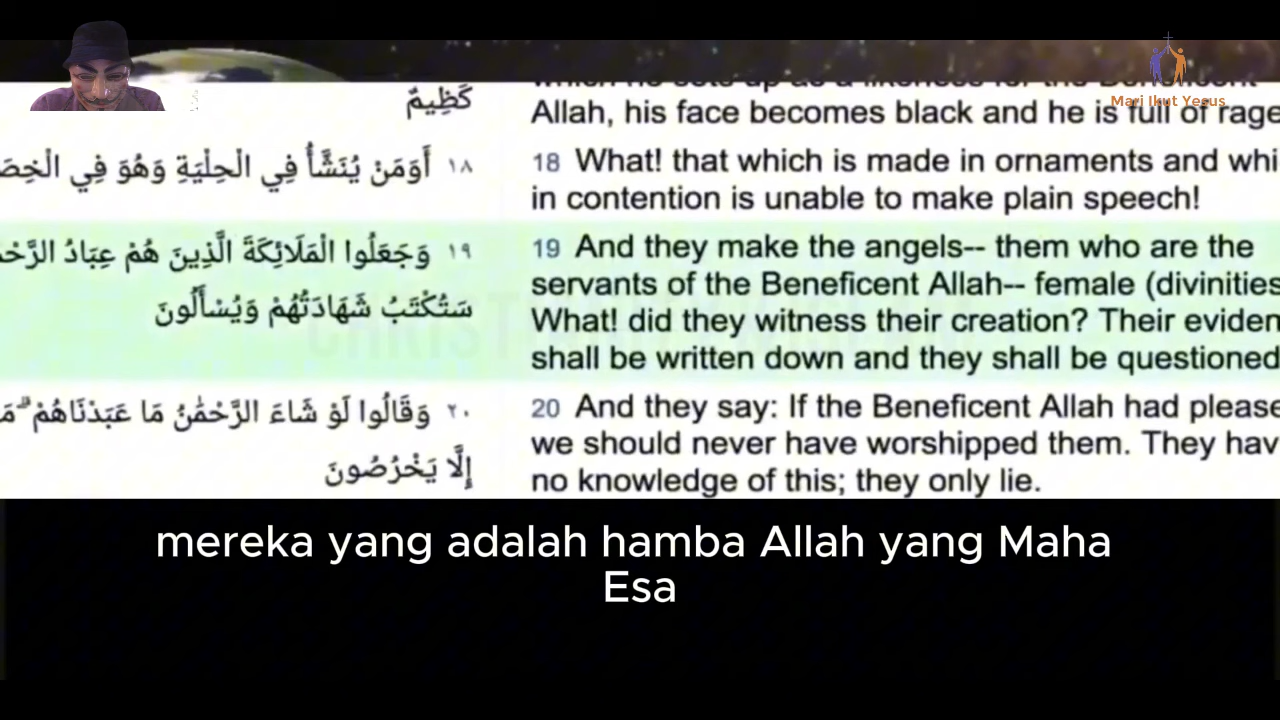 Mari Ikut Yesus
كَظِيمٌ
Allah, his face becomes black and he is full of rage
١٨ أَوَمَنْ يُنَشَّأُ فِي الْحِلْيَةِ وَهُوَ فِي
18 What! that which is made in ornaments and
in contention is unable to make plain speech!
١٩ وَجَعَلُوا الْمَلَائِكَةَ الَّذِينَ هُمْ عِبَادُ
سَتُكْتَبُ شَهَادَتُهُمْ وَيُسْأَلُونَ
19 And they make the angels-- them who are the
servants of the Beneficent Allah-- female (divinities
What! did they witness their creation? Their
shall be written down and they shall be questioned
٢٠ وَقَالُوا لَوْ شَاءَ الرَّحْمَٰنُ مَا عَبَدْنَاهُمْ ۗ
إِلَّا يَخْرُصُونَ
20 And they say: If the Beneficent Allah had
we should never have worshipped them. They
no knowledge of this; they only lie.
mereka yang adalah hamba Allah yang Maha
Esa